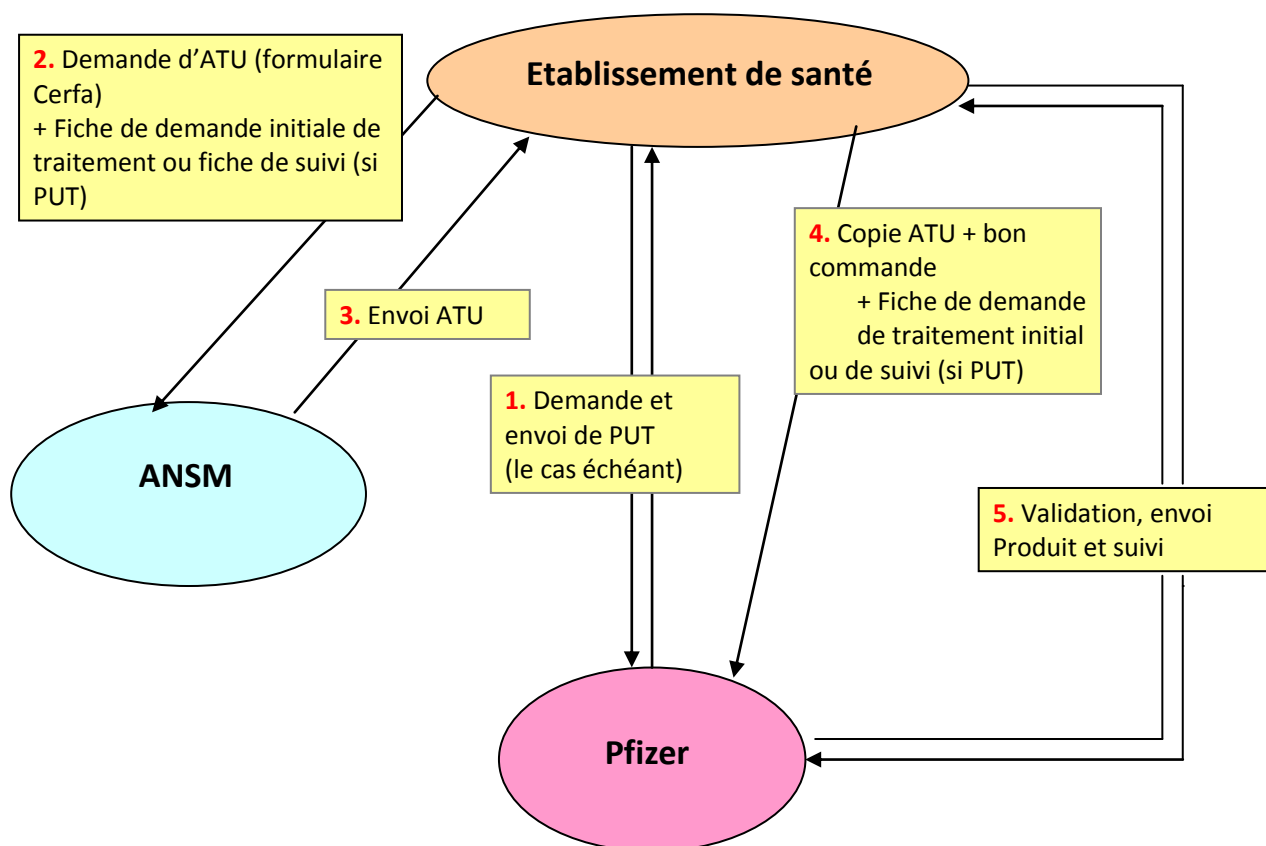 2. Demande d’ATU (formulaire
Cerfa)
+ Fiche de demande initiale de
traitement ou fiche de suivi (si
PUT)
Etablissement de santé
3. Envoi ATU
4. Copie ATU + bon
commande
+ Fiche de demande
de traitement initial
ou de suivi (si PUT)
1. Demande et
envoi de PUT
(le cas échéant)
ANSM
5. Validation, envoi
Produit et suivi
Pfizer